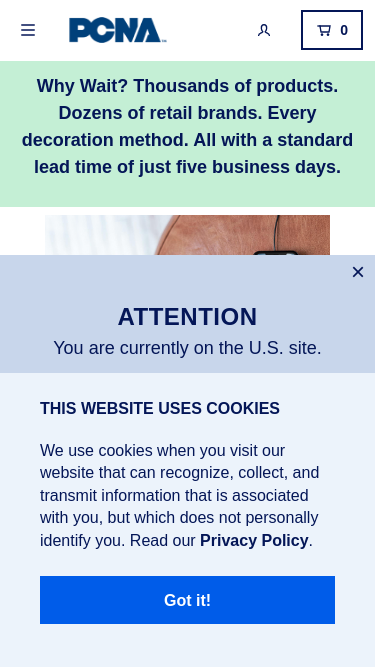 PCNA
0
Why Wait? Thousands of products.
Dozens of retail brands. Every
decoration method. All with a standard
lead time of just five business days.
ATTENTION
You are currently on the U.S. site.
THIS WEBSITE USES COOKIES
We use cookies when you visit our
website that can recognize, collect, and
transmit information that is associated
with you, but which does not personally
identify you. Read our Privacy Policy.
Got it!